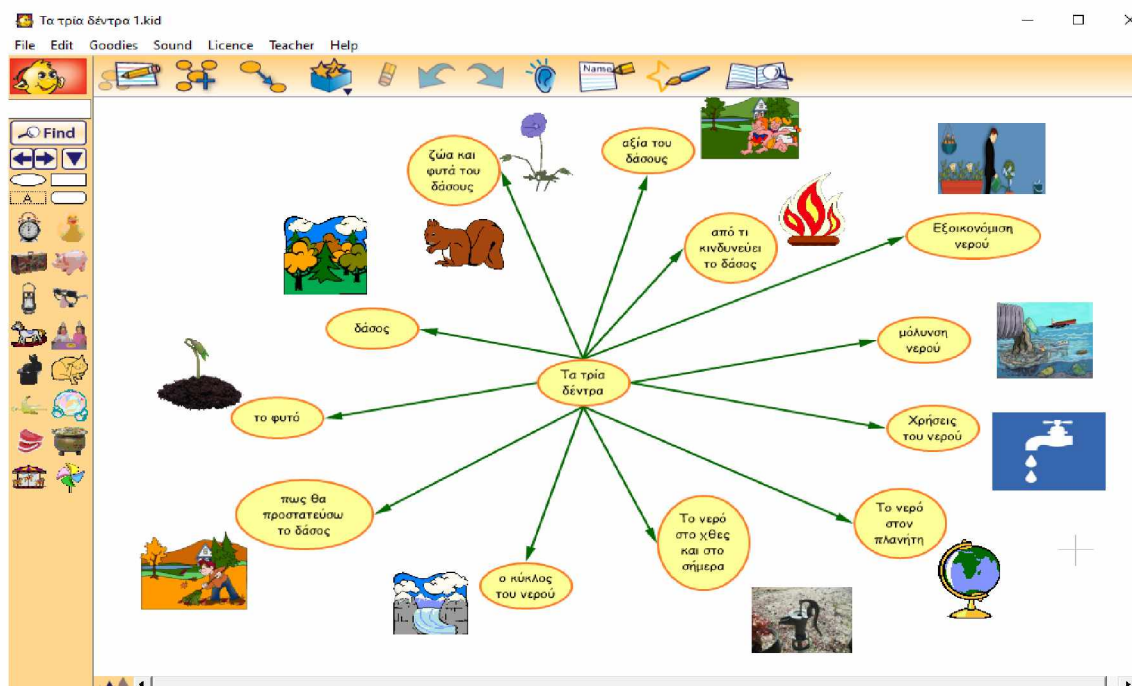 Τα τρία δέντρα 1.kid
File Edit Goodies Sound Licence Teacher Help
Name
Find
A
ζώα και
φυτά του
δάσους
αξία του
δάσους
από τι
κινδυνεύει
το δάσος
Εξοικονόμιση
νερού
δάσος
μόλυνση
νερού
Τα τρία
δέντρα
το φυτό
Χρήσεις
του νερού
πως θα
προστατεύσω
το δάσος
Το νερό
στο χθες
και στο
σήμερα
Το νερό
στον
πλανήτη
ο κύκλος
του νερού